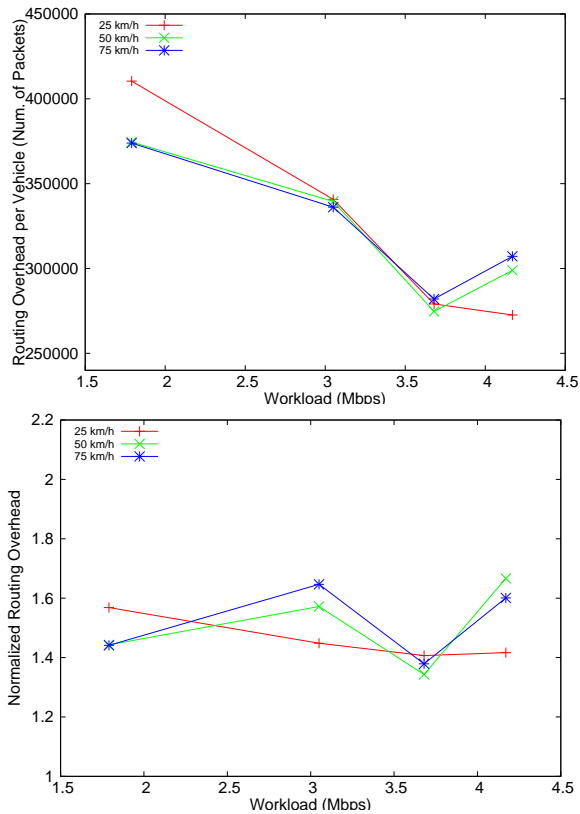 450000
25 km/h
50 km/h
75 km/h
400000
350000
300000
250000
Routing Overhead per Vehicle (Num. of Packets)
1.5 2 2.5 3 3.5 4 4.5
Workload (Mbps)
2.2
25 km/h
50 km/h
75 km/h
2
1.8
1.6
1.4
1.2
1
Normalized Routing Overhead
1.5 2 2.5 3 3.5 4 4.5
Workload (Mbps)